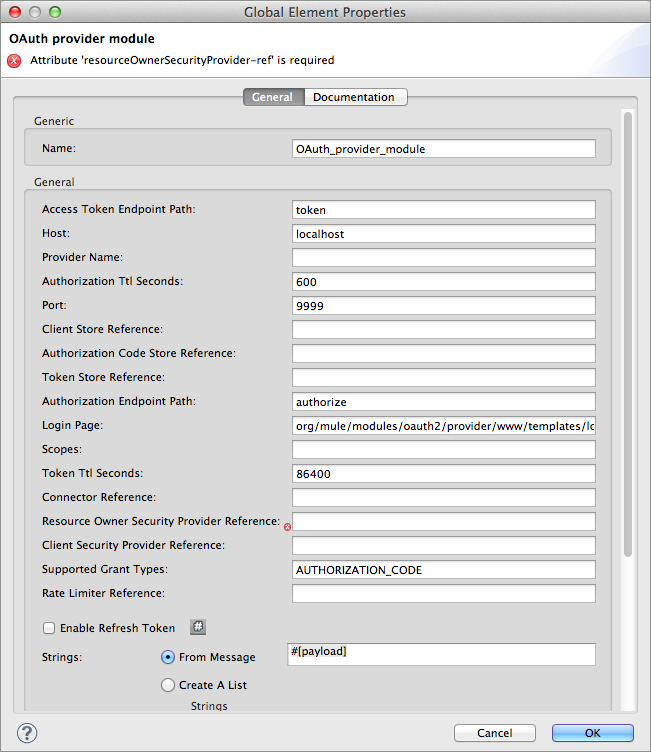 Global Element Properties
OAuth provider module
Attribute 'resourceOwnerSecurityProvider-ref' is required
General Documentation
Generic
Name: OAuth_provider_module
General
Access Token Endpoint Path: token
Host: localhost
Provider Name:
Authorization Ttl Seconds: 600
Port: 9999
Client Store Reference:
Authorization Code Store Reference:
Token Store Reference:
Authorization Endpoint Path: authorize
Login Page: org/mule/modules/oauth2/provider/www/templates/lo
Scopes:
Token Ttl Seconds: 86400
Connector Reference:
Resource Owner Security Provider Reference:
Client Security Provider Reference:
Supported Grant Types: AUTHORIZATION_CODE
Rate Limiter Reference:
Enable Refresh Token #
Strings: From Message #[payload]
Create A List
Strings
? Cancel OK